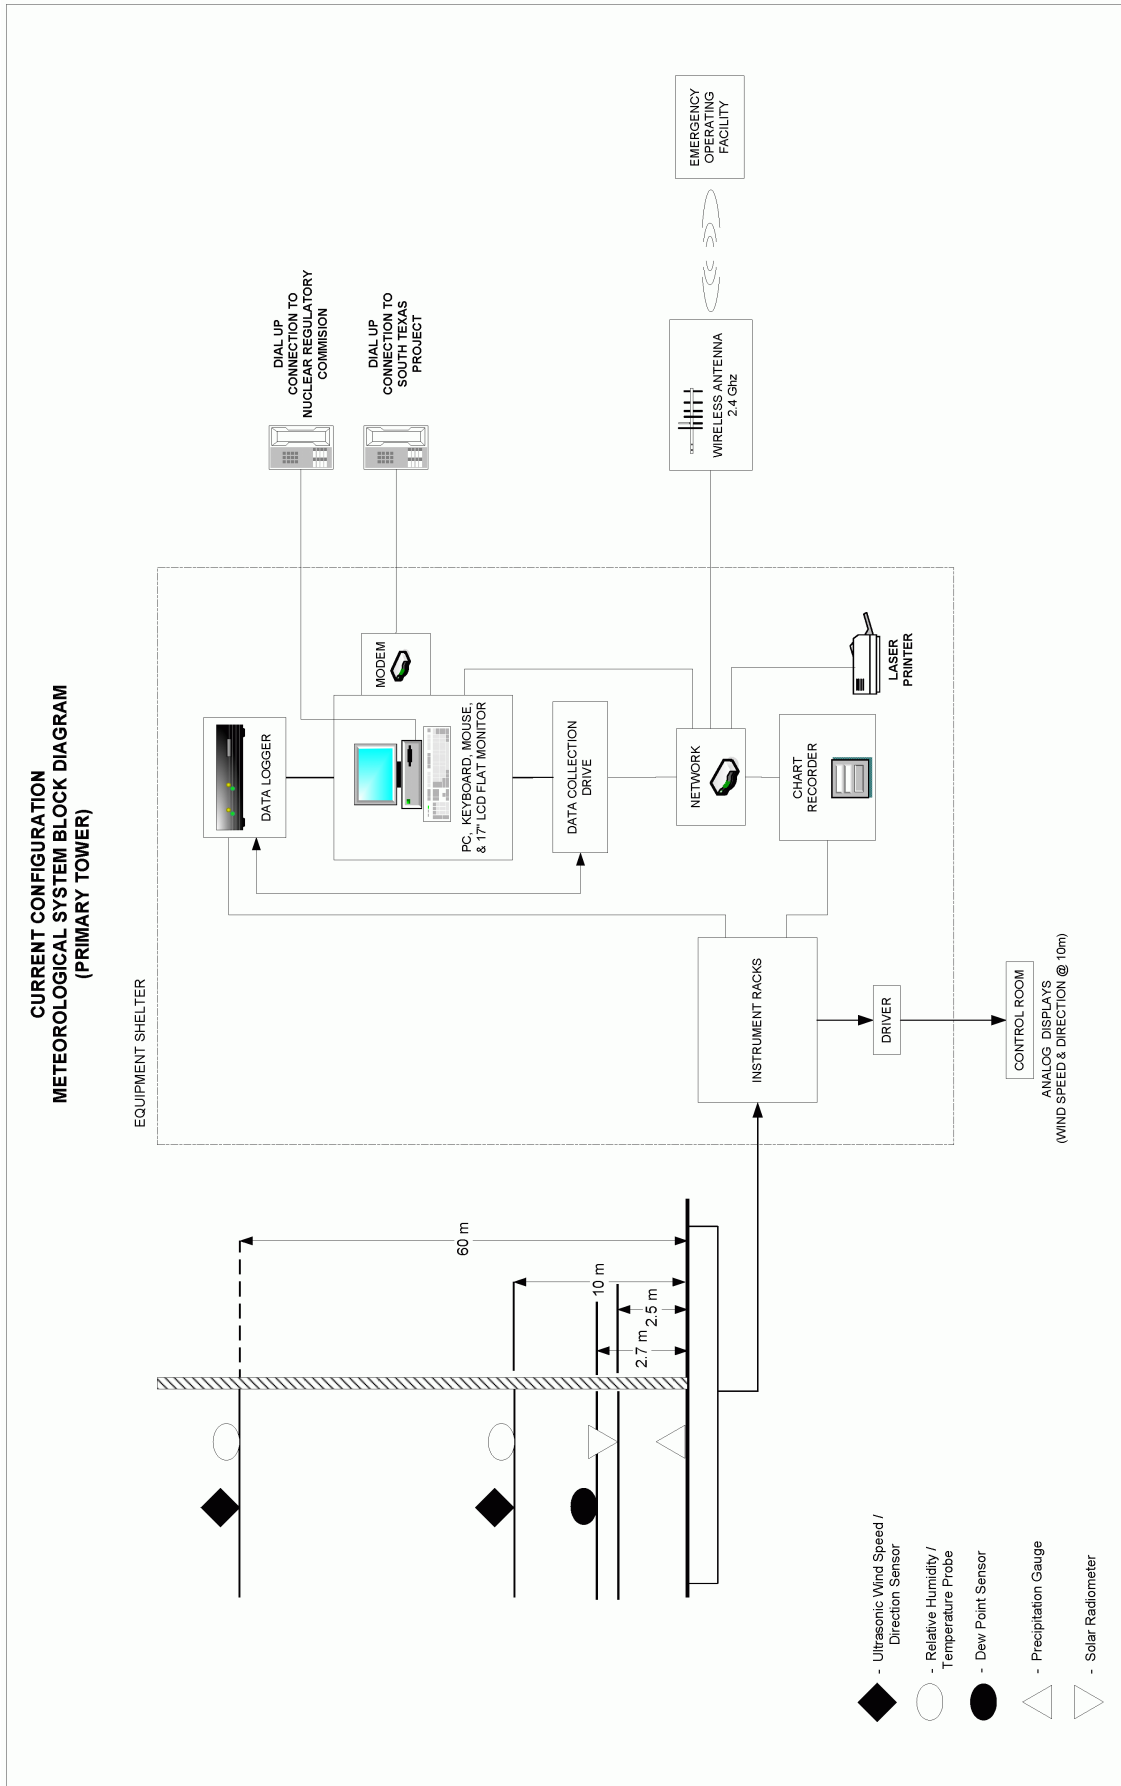 CURRENT CONFIGURATION
METEOROLOGICAL SYSTEM BLOCK DIAGRAM
(PRIMARY TOWER)
EQUIPMENT SHELTER
60 m
10 m
2.5 m
2.7 m
DATA LOGGER
MODEM
PC, KEYBOARD, MOUSE,
& 17" LCD FLAT MONITOR
DATA COLLECTION
DRIVE
NETWORK
CHART
RECORDER
LASER
PRINTER
INSTRUMENT RACKS
DRIVER
CONTROL ROOM
ANALOG DISPLAYS
(WIND SPEED & DIRECTION @ 10m)
DIAL UP
CONNECTION TO
NUCLEAR REGULATORY
COMMISION
DIAL UP
CONNECTION TO
SOUTH TEXAS
PROJECT
WIRELESS ANTENNA
2.4 Ghz
EMERGENCY
OPERATING
FACILITY
- Ultrasonic Wind Speed /
Direction Sensor
- Relative Humidity /
Temperature Probe
- Dew Point Sensor
- Precipitation Gauge
- Solar Radiometer